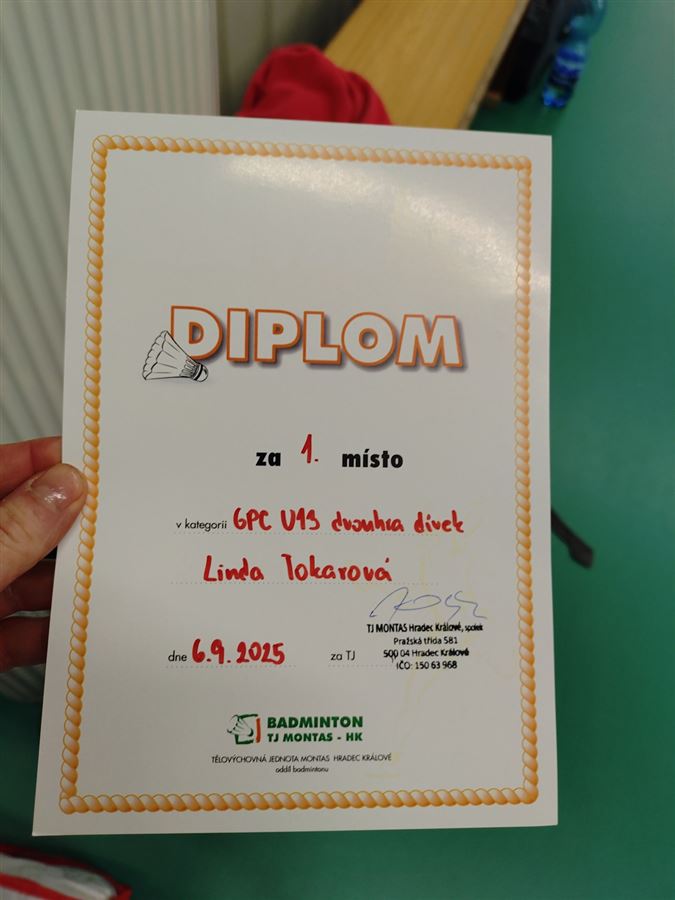 DIPLOM
za 1. místo
v kategorii GPC U13 dvouhra dívek
Linda Tokarová
dne 6.9.2025 za TJ
TJ MONTAS Hradec Králové, spolek
Pražská třída 581
500 04 Hradec Králové
IČO: 150 63 968
BADMINTON
TJ MONTAS - HK
TĚLOVÝCHOVNÁ JEDNOTA MONTAS HRADEC KRÁLOVÉ
oddíl badmintonu